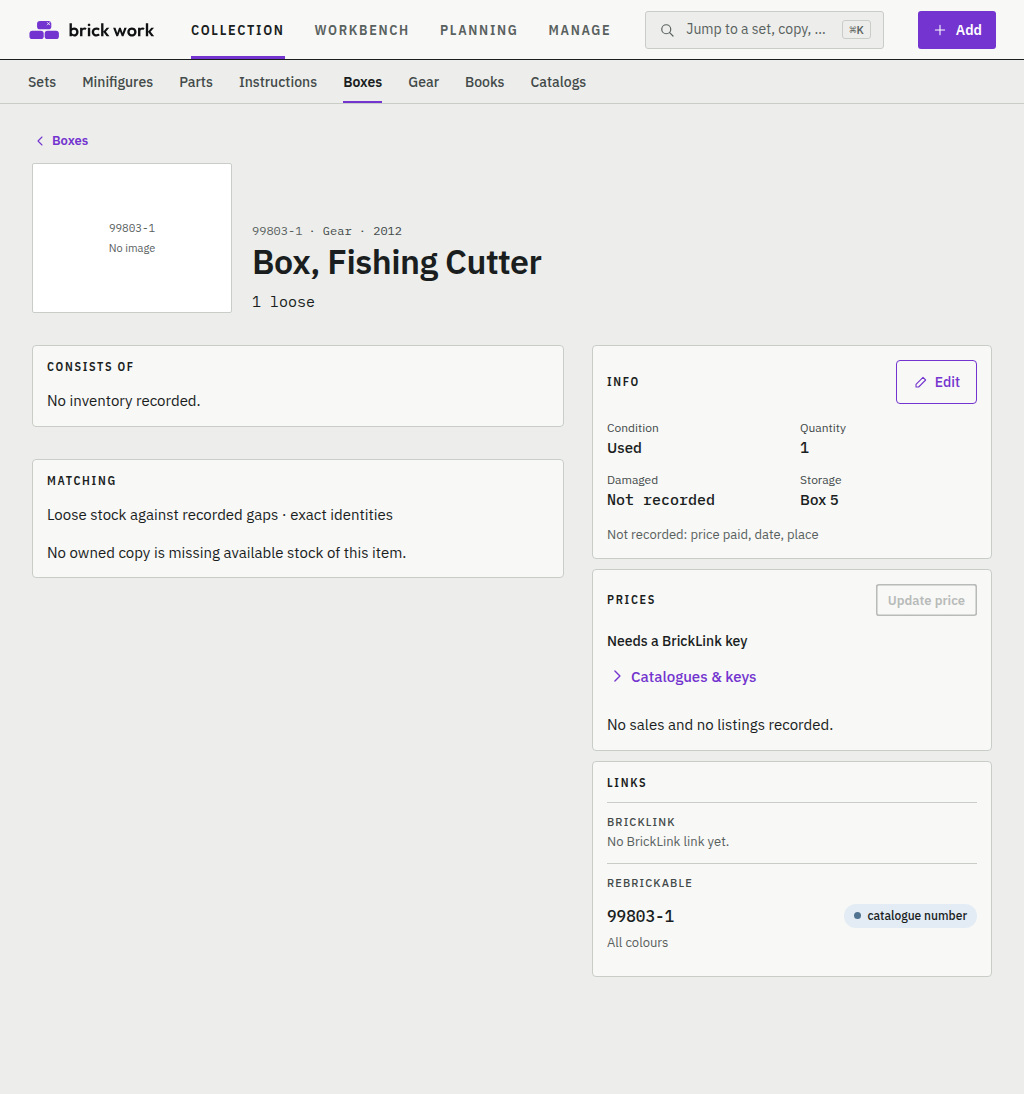 brick work
COLLECTION WORKBENCH PLANNING MANAGE
Jump to a set, copy, ... ⌘K
Add
Sets Minifigures Parts Instructions Boxes Gear Books Catalogs
Boxes
99803-1
No image
99803-1 · Gear · 2012
Box, Fishing Cutter
1 loose
CONSISTS OF
No inventory recorded.
MATCHING
Loose stock against recorded gaps · exact identities
No owned copy is missing available stock of this item.
INFO
Edit
Condition Quantity
Used 1
Damaged Storage
Not recorded Box 5
Not recorded: price paid, date, place
PRICES
Update price
Needs a BrickLink key
Catalogues & keys
No sales and no listings recorded.
LINKS
BRICKLINK
No BrickLink link yet.
REBRICKABLE
99803-1 catalogue number
All colours